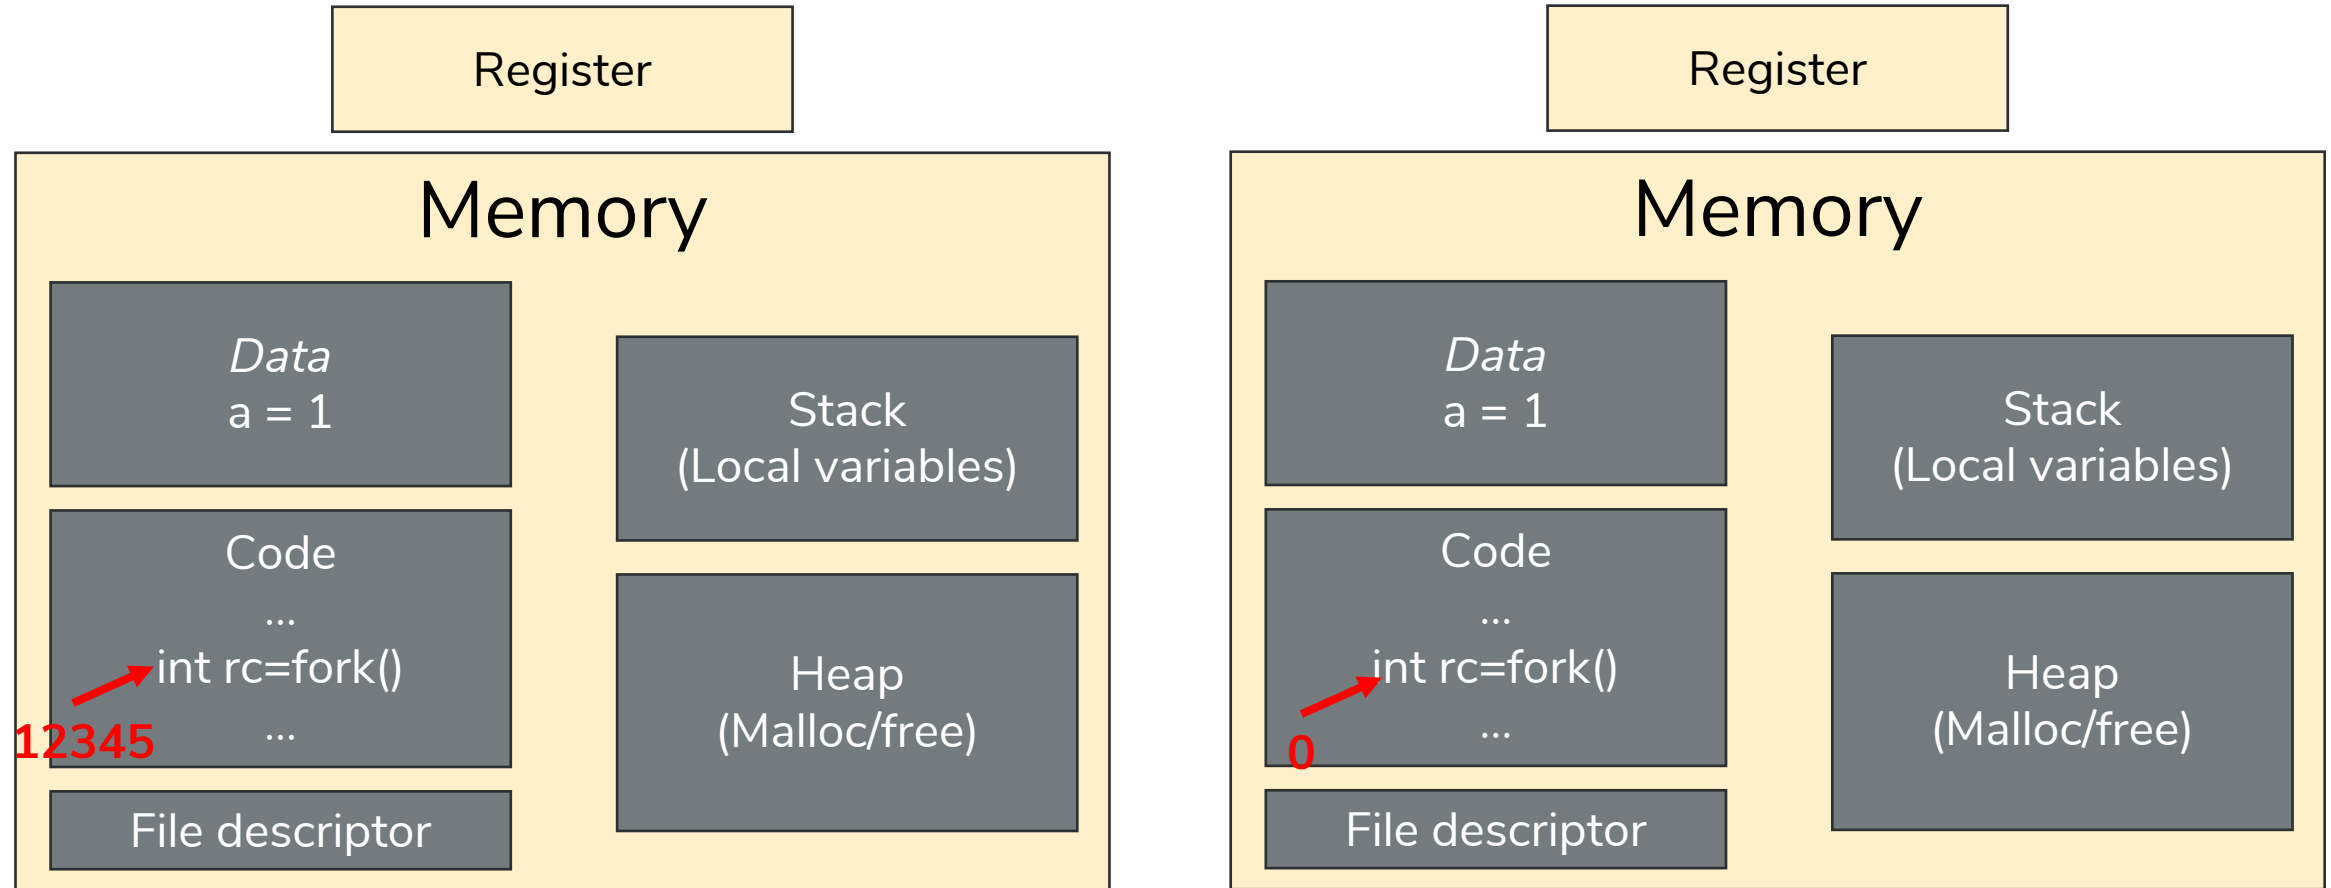 Register
Memory
Data
a = 1
Code
...
int rc=fork()
12345
...
File descriptor
Stack
(Local variables)
Heap
(Malloc/free)
Register
Memory
Data
a = 1
Code
...
int rc=fork()
...
0
File descriptor
Stack
(Local variables)
Heap
(Malloc/free)